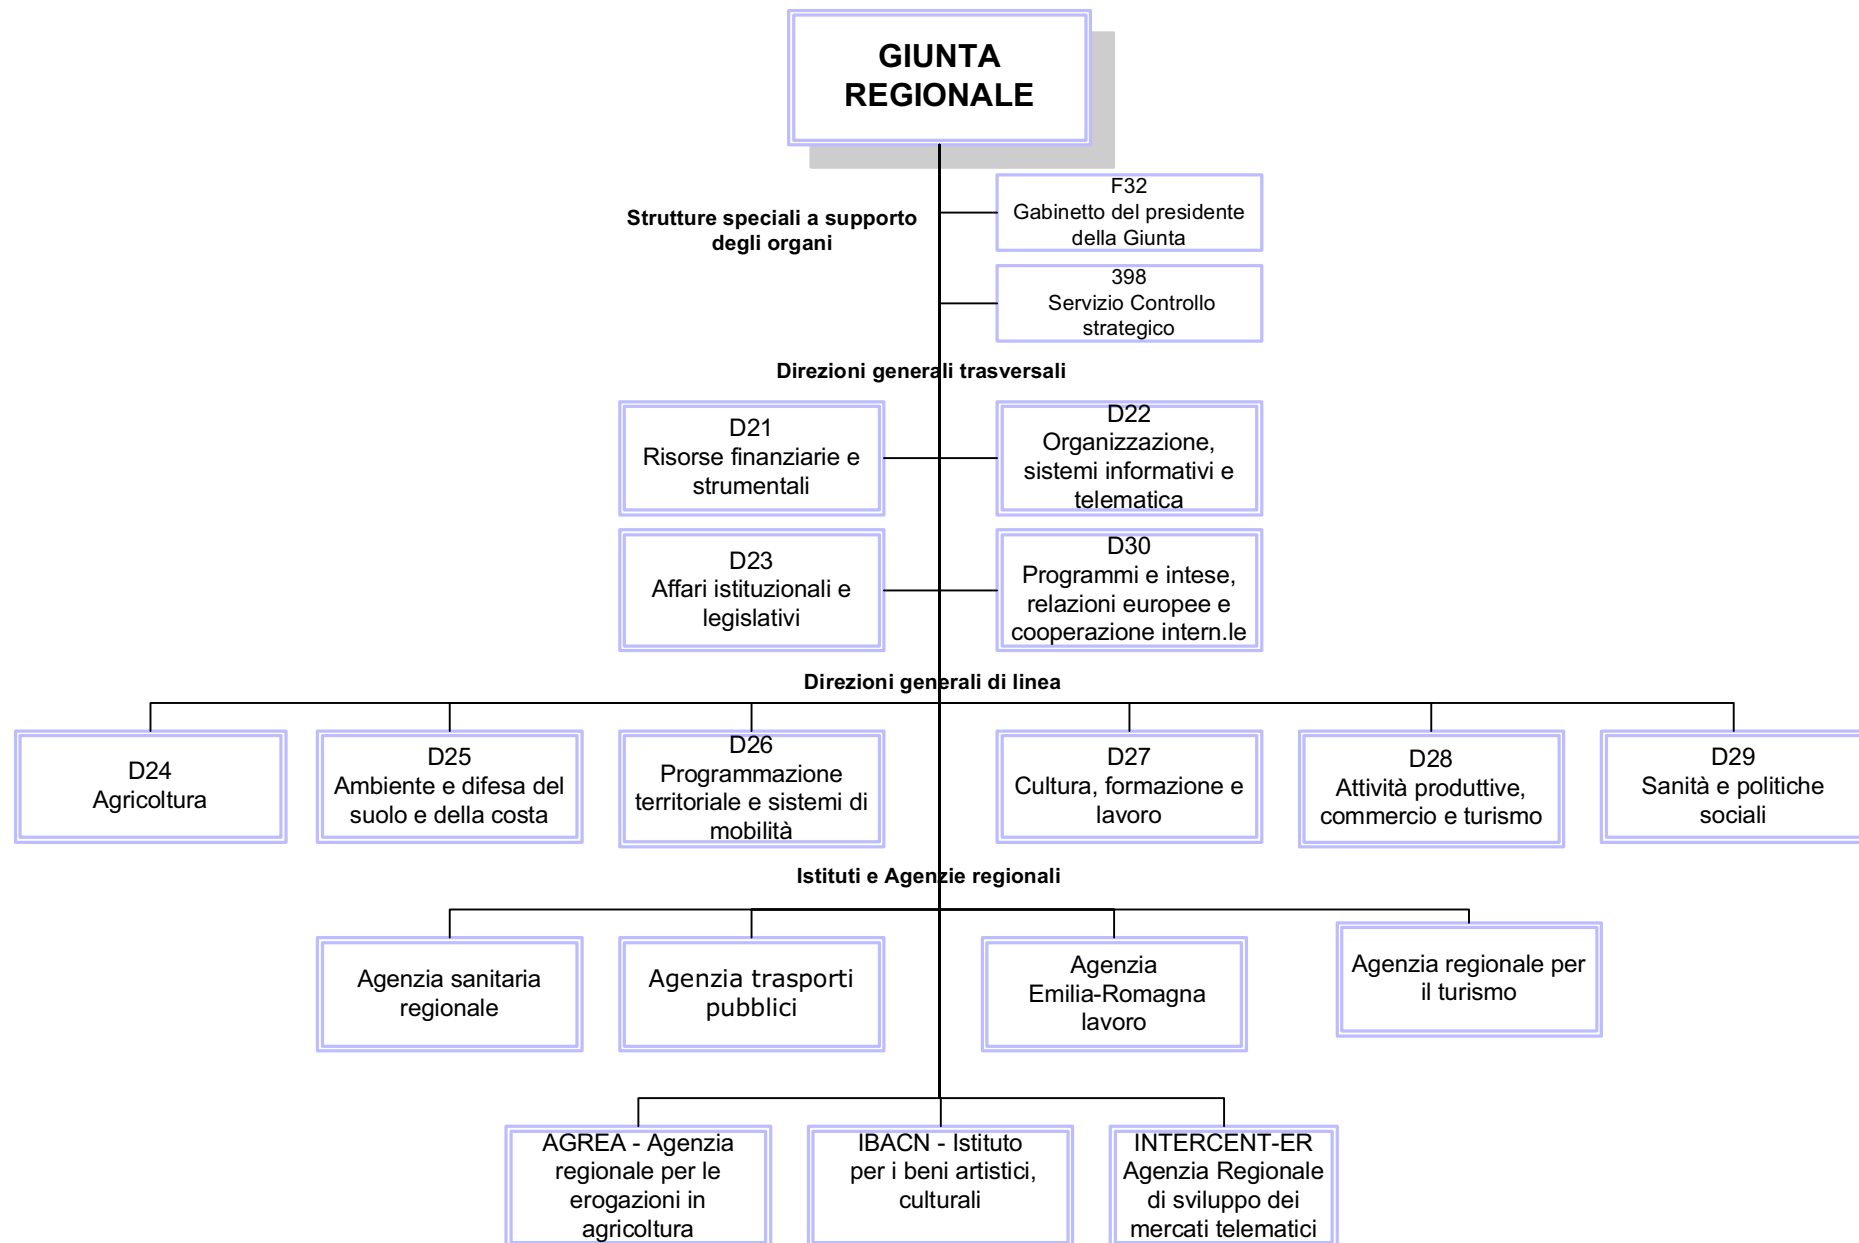 GIUNTA
REGIONALE
Strutture speciali a supporto
degli organi
F32
Gabinetto del presidente
della Giunta
398
Servizio Controllo
strategico
Direzioni generali trasversali
D21
Risorse finanziarie e
strumentali
D22
Organizzazione,
sistemi informativi e
telematica
D23
Affari istituzionali e
legislativi
D30
Programmi e intese,
relazioni europee e
cooperazione intern.le
Direzioni generali di linea
D24
Agricoltura
D25
Ambiente e difesa del
suolo e della costa
D26
Programmazione
territoriale e sistemi di
mobilità
D27
Cultura, formazione e
lavoro
D28
Attività produttive,
commercio e turismo
D29
Sanità e politiche
sociali
Istituti e Agenzie regionali
Agenzia sanitaria
regionale
Agenzia trasporti
pubblici
Agenzia
Emilia-Romagna
lavoro
Agenzia regionale per
il turismo
AGREA - Agenzia
regionale per le
erogazioni in
agricoltura
IBACN - Istituto
per i beni artistici,
culturali
INTERCENT-ER
Agenzia Regionale
di sviluppo dei
mercati telematici